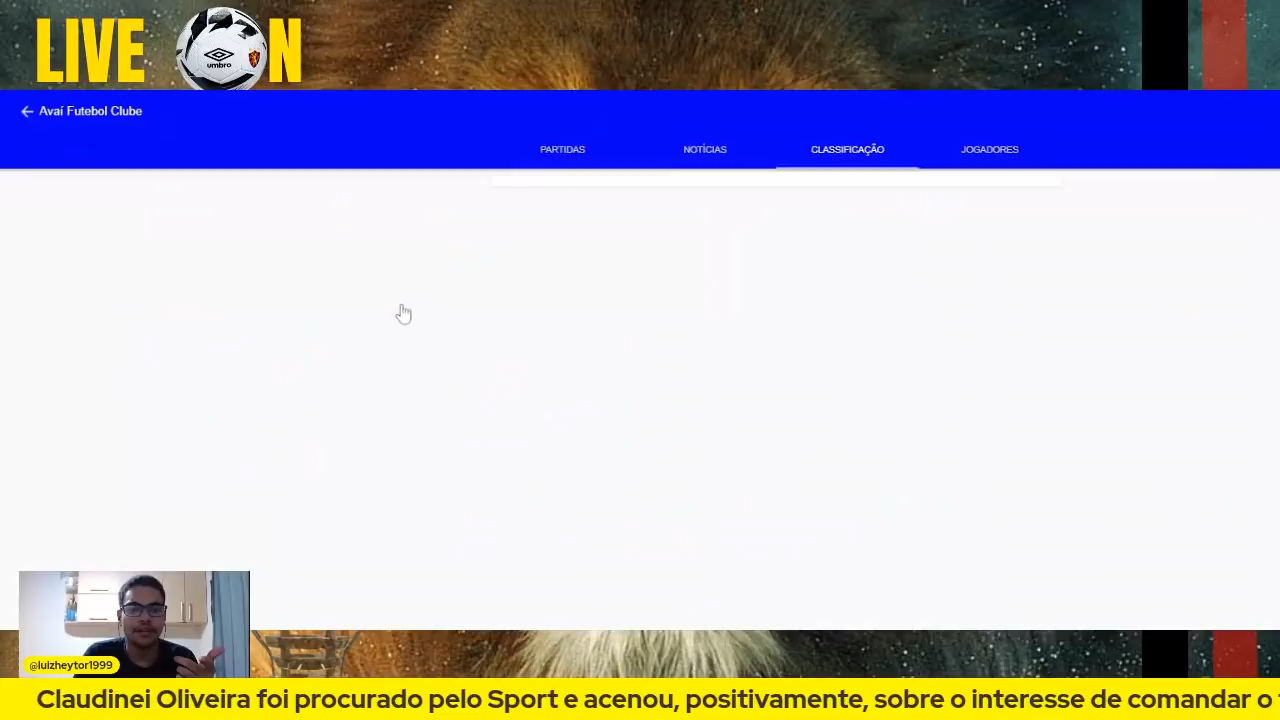 LIVE
N
umbro
Avaí Futebol Clube
PARTIDAS
NOTÍCIAS
CLASSIFICAÇÃO
JOGADORES
@luizheytor1999
Claudinei Oliveira foi procurado pelo Sport e acenou, positivamente, sobre o interesse de comandar o